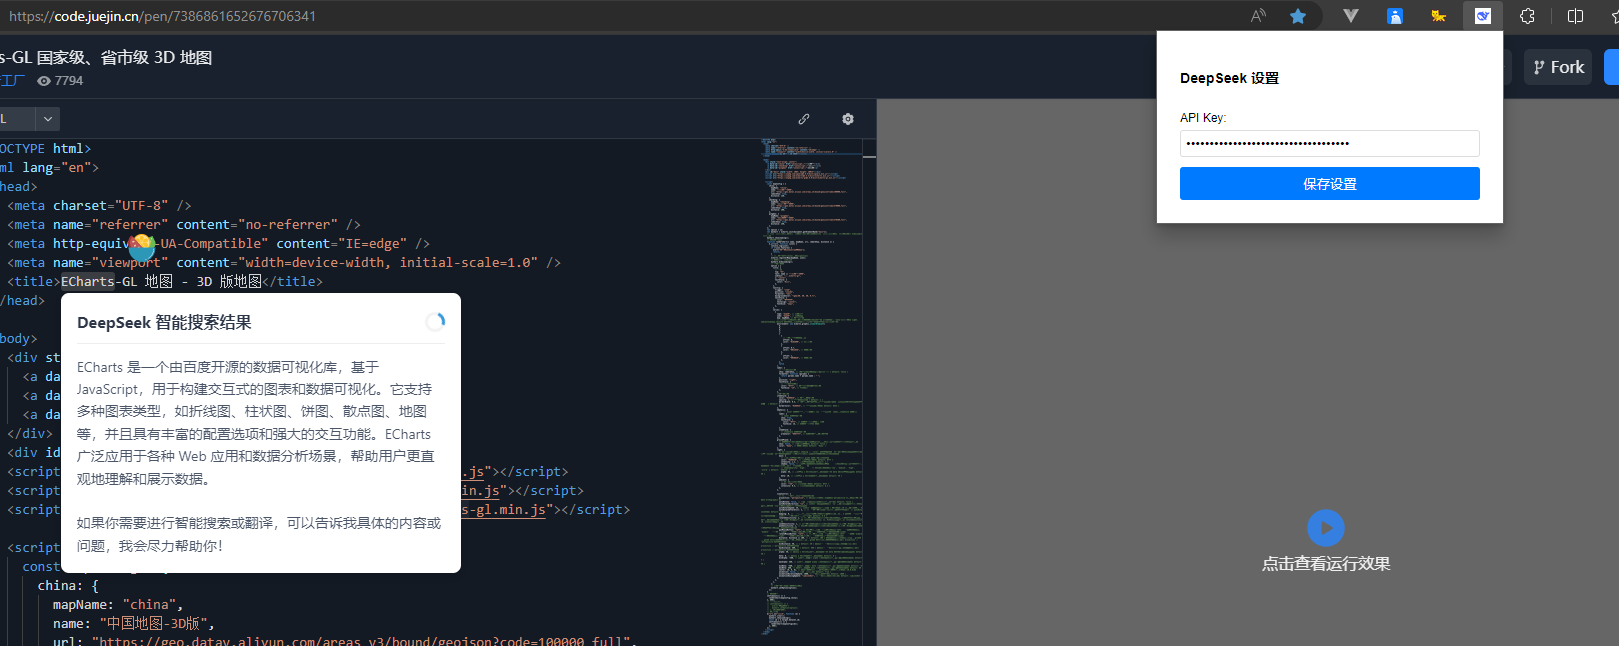 https://code.juejin.cn/pen/7386861652676706341
s-GL 国家级、省市级 3D 地图
工厂 7794
Fork
DeepSeek 设置
API Key:
••••••••••••••••••••••••••••••••••
保存设置
L
OCTYPE html>
ml lang="en">
head>
<meta charset="UTF-8" />
<meta name="referrer" content="no-referrer" />
<meta http-equiv -UA-Compatible" content="IE=edge" />
<meta name="viewport" content="width=device-width, initial-scale=1.0" />
<title>ECharts-GL 地图 - 3D 版地图</title>
/head>
body>
<div st
<a da
<a da
<a da
</div>
<div id
<script .js"></script>
<script in.js"></script>
<script s-gl.min.js"></script>
<script
const
china: {
mapName: "china",
name: "中国地图-3D版",
url: "https://geo.datav.aliyun.com/areas_v3/bound/geojson?code=100000_full",
DeepSeek 智能搜索结果
ECharts 是一个由百度开源的数据可视化库，基于
JavaScript，用于构建交互式的图表和数据可视化。它支持
多种图表类型，如折线图、柱状图、饼图、散点图、地图
等，并且具有丰富的配置选项和强大的交互功能。ECharts
广泛应用于各种 Web 应用和数据分析场景，帮助用户更直
观地理解和展示数据。
如果你需要进行智能搜索或翻译，可以告诉我具体的内容或
问题，我会尽力帮助你！
点击查看运行效果